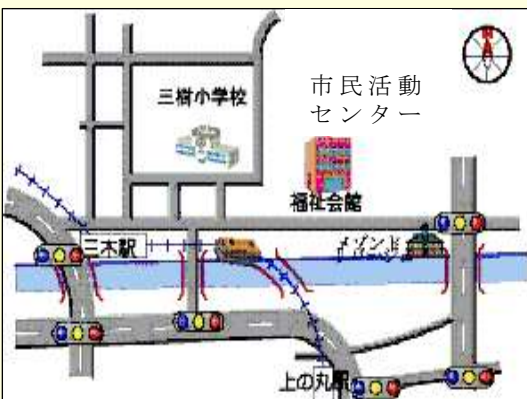 市民活動
センター
三樹小学校
福祉会館
三木駅
上の丸駅